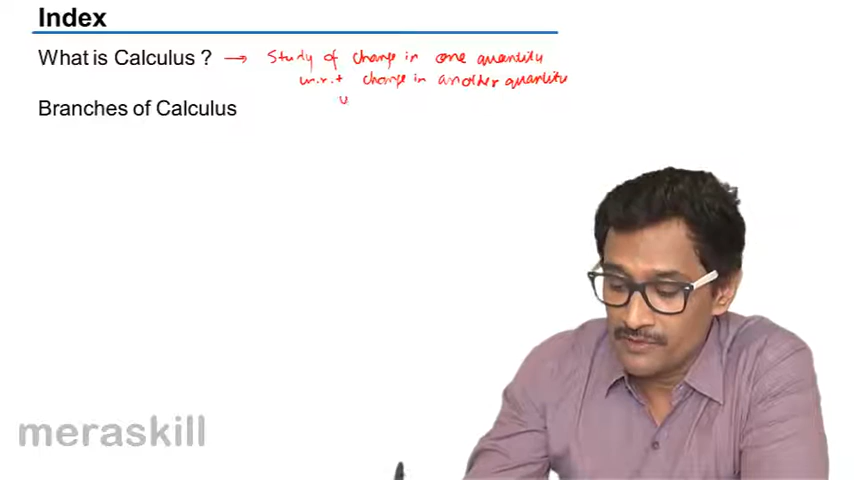 Index
What is Calculus ? → Study of change in one quantity
w.r.t change in another quantity
Branches of Calculus
meraskill